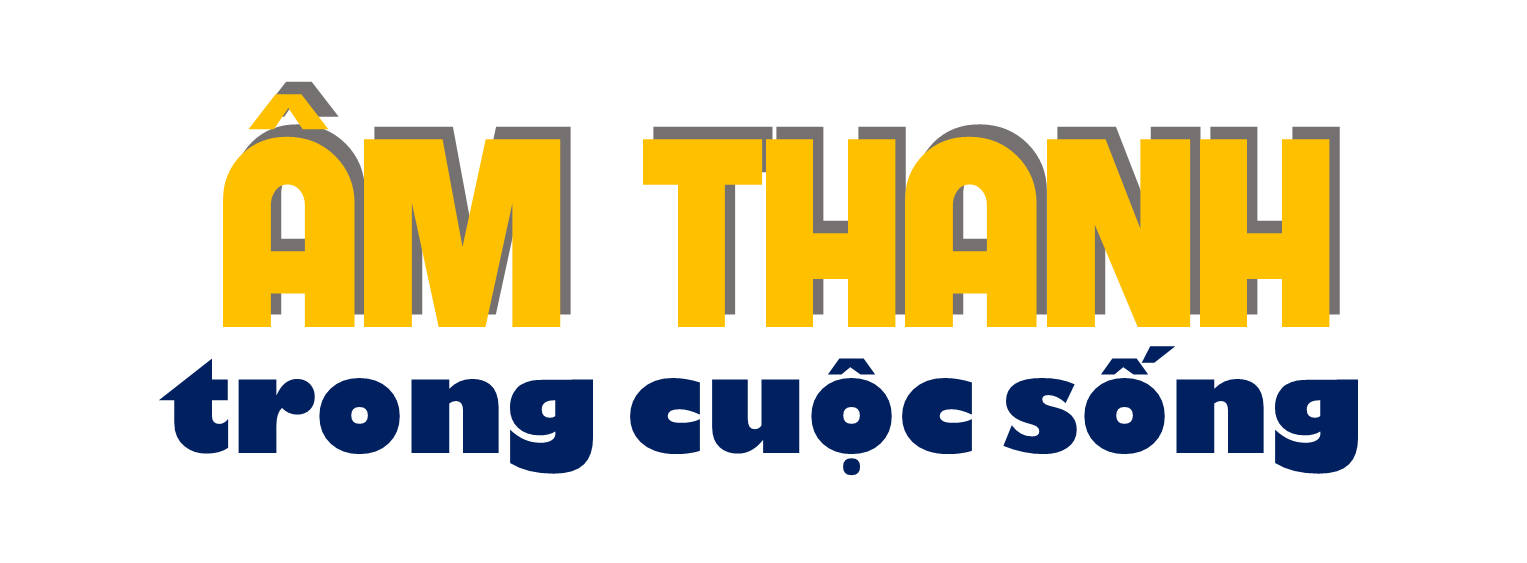 ÂM THANH
trong cuộc sống